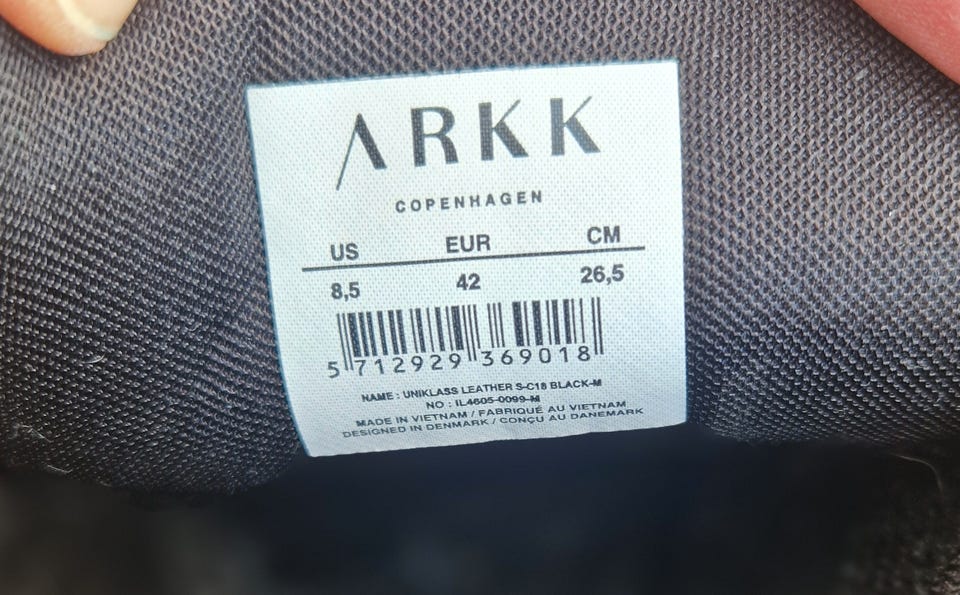 ARKK
COPENHAGEN
US EUR CM
8,5 42 26,5
5 712929 369018
NAME : UNIKLASS LEATHER S-C18 BLACK-M
NO : IL4605-0099-M
MADE IN VIETNAM / FABRIQUÉ AU VIETNAM
DESIGNED IN DENMARK / CONÇU AU DANEMARK